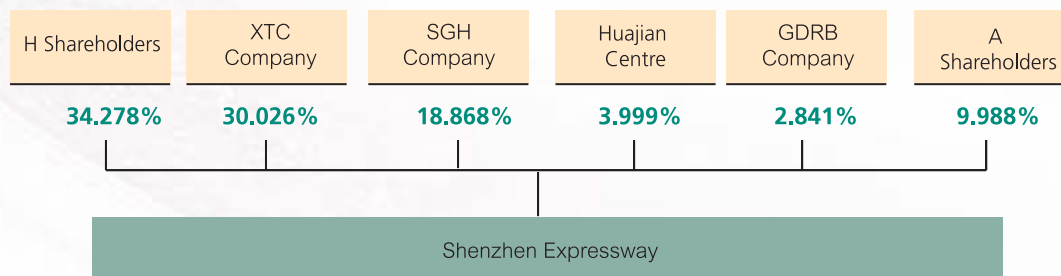 H Shareholders
XTC
Company
SGH
Company
Huajian
Centre
GDRB
Company
A
Shareholders
34.278%
30.026%
18.868%
3.999%
2.841%
9.988%
Shenzhen Expressway